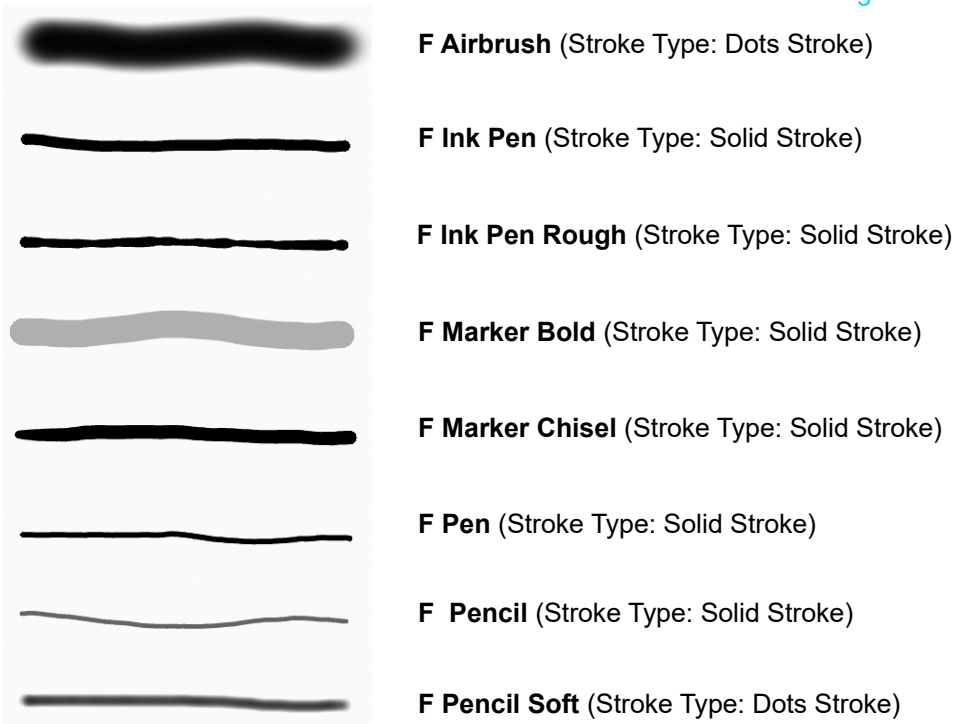 g
F Airbrush (Stroke Type: Dots Stroke)
F Ink Pen (Stroke Type: Solid Stroke)
F Ink Pen Rough (Stroke Type: Solid Stroke)
F Marker Bold (Stroke Type: Solid Stroke)
F Marker Chisel (Stroke Type: Solid Stroke)
F Pen (Stroke Type: Solid Stroke)
F  Pencil (Stroke Type: Solid Stroke)
F Pencil Soft (Stroke Type: Dots Stroke)